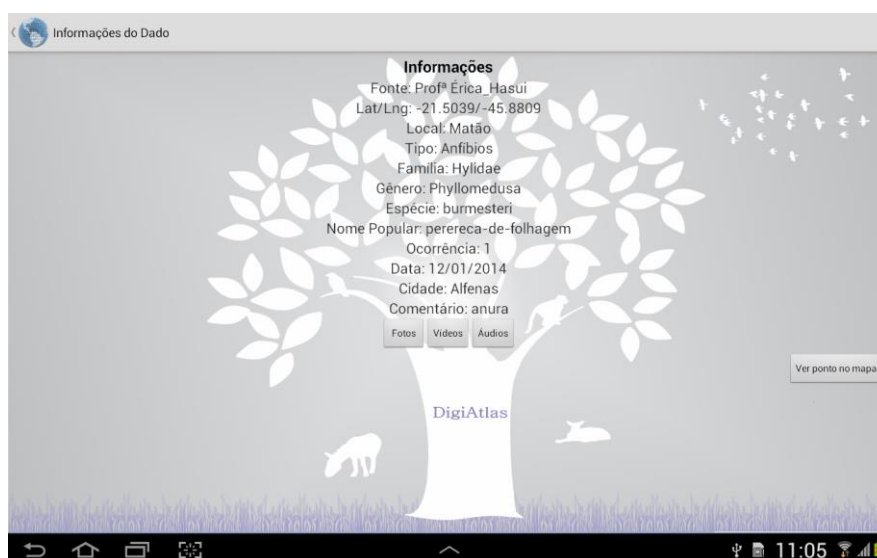 Informações do Dado
Informações
Fonte: Profª Érica_Hasui
Lat/Lng: -21.5039/-45.8809
Local: Matão
Tipo: Anfíbios
Família: Hylidae
Gênero: Phyllomedusa
Espécie: burmesteri
Nome Popular: perereca-de-folhagem
Ocorrência: 1
Data: 12/01/2014
Cidade: Alfenas
Comentário: anura
Fotos Vídeos Áudios
Ver ponto no mapa
DigiAtlas
11:05